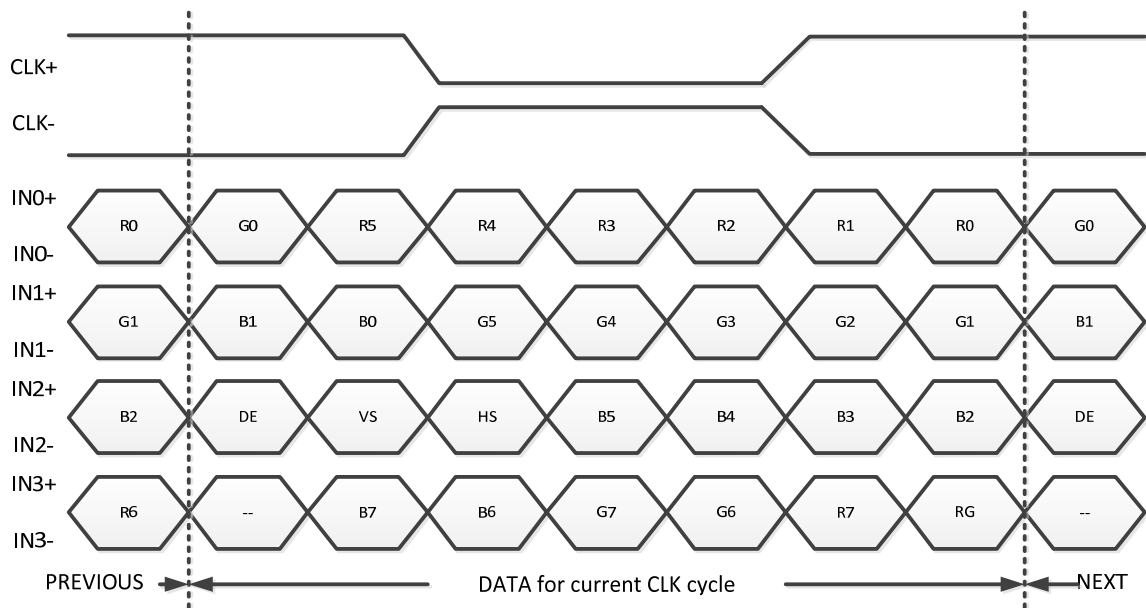 CLK+
CLK-
IN0+
R0 G0 R5 R4 R3 R2 R1 R0 G0
IN0-
IN1+
G1 B1 B0 G5 G4 G3 G2 G1 B1
IN1-
IN2+
B2 DE VS HS B5 B4 B3 B2 DE
IN2-
IN3+
R6 -- B7 B6 G7 G6 R7 RG --
IN3-
PREVIOUS DATA for current CLK cycle NEXT